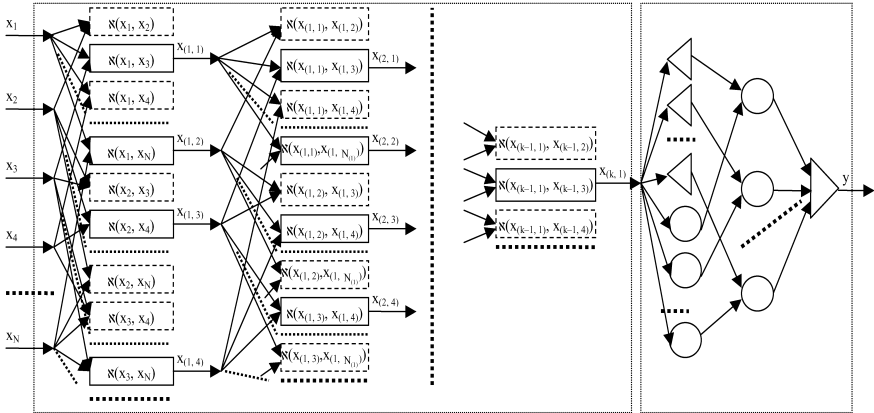 x₁
x₂
x₃
x₄
x_N
ℵ(x₁, x₂)
ℵ(x₁, x₃)
ℵ(x₁, x₄)
ℵ(x₁, x_N)
ℵ(x₂, x₃)
ℵ(x₂, x₄)
ℵ(x₂, x_N)
ℵ(x₃, x₄)
ℵ(x₃, x_N)
x₍₁, ₁₎
x₍₁, ₂₎
x₍₁, ₃₎
x₍₁, ₄₎
ℵ(x₍₁, ₁₎, x₍₁, ₂₎)
ℵ(x₍₁, ₁₎, x₍₁, ₃₎)
ℵ(x₍₁, ₁₎, x₍₁, ₄₎)
ℵ(x₍₁,₁₎,x₍₁, N₍₁₎₎)
ℵ(x₍₁, ₂₎, x₍₁, ₃₎)
ℵ(x₍₁, ₂₎, x₍₁, ₄₎)
ℵ(x₍₁, ₂₎,x₍₁, N₍₁₎₎)
ℵ(x₍₁, ₃₎, x₍₁, ₄₎)
ℵ(x₍₁, ₃₎,x₍₁, N₍₁₎₎)
x₍₂, ₁₎
x₍₂, ₂₎
x₍₂, ₃₎
x₍₂, ₄₎
ℵ(x₍ₖ₋₁, ₁₎, x₍ₖ₋₁, ₂₎)
ℵ(x₍ₖ₋₁, ₁₎, x₍ₖ₋₁, ₃₎)
ℵ(x₍ₖ₋₁, ₁₎, x₍ₖ₋₁, ₄₎)
x₍ₖ, ₁₎
y